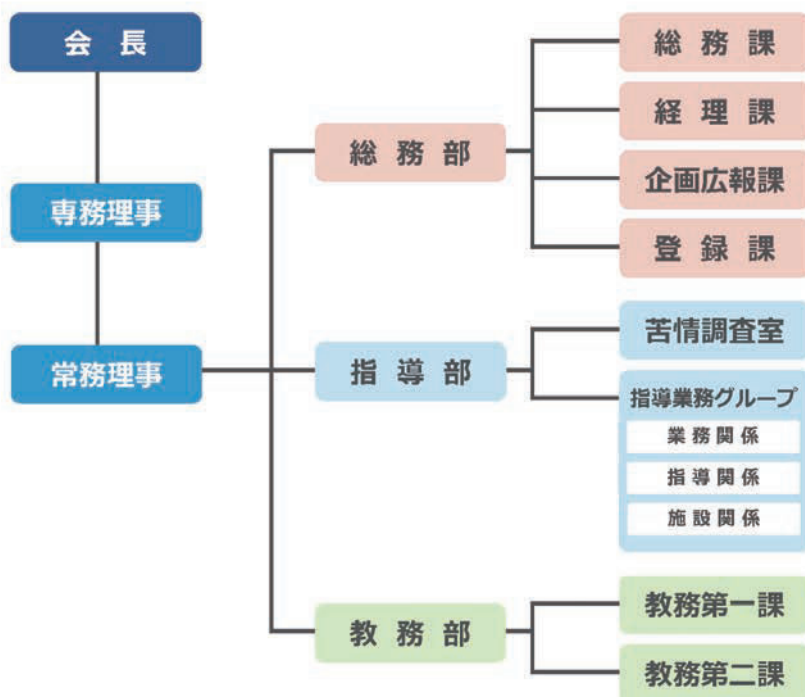 会長
専務理事
常務理事
総務部
総務課
経理課
企画広報課
登録課
指導部
苦情調査室
指導業務グループ
業務関係
指導関係
施設関係
教務部
教務第一課
教務第二課